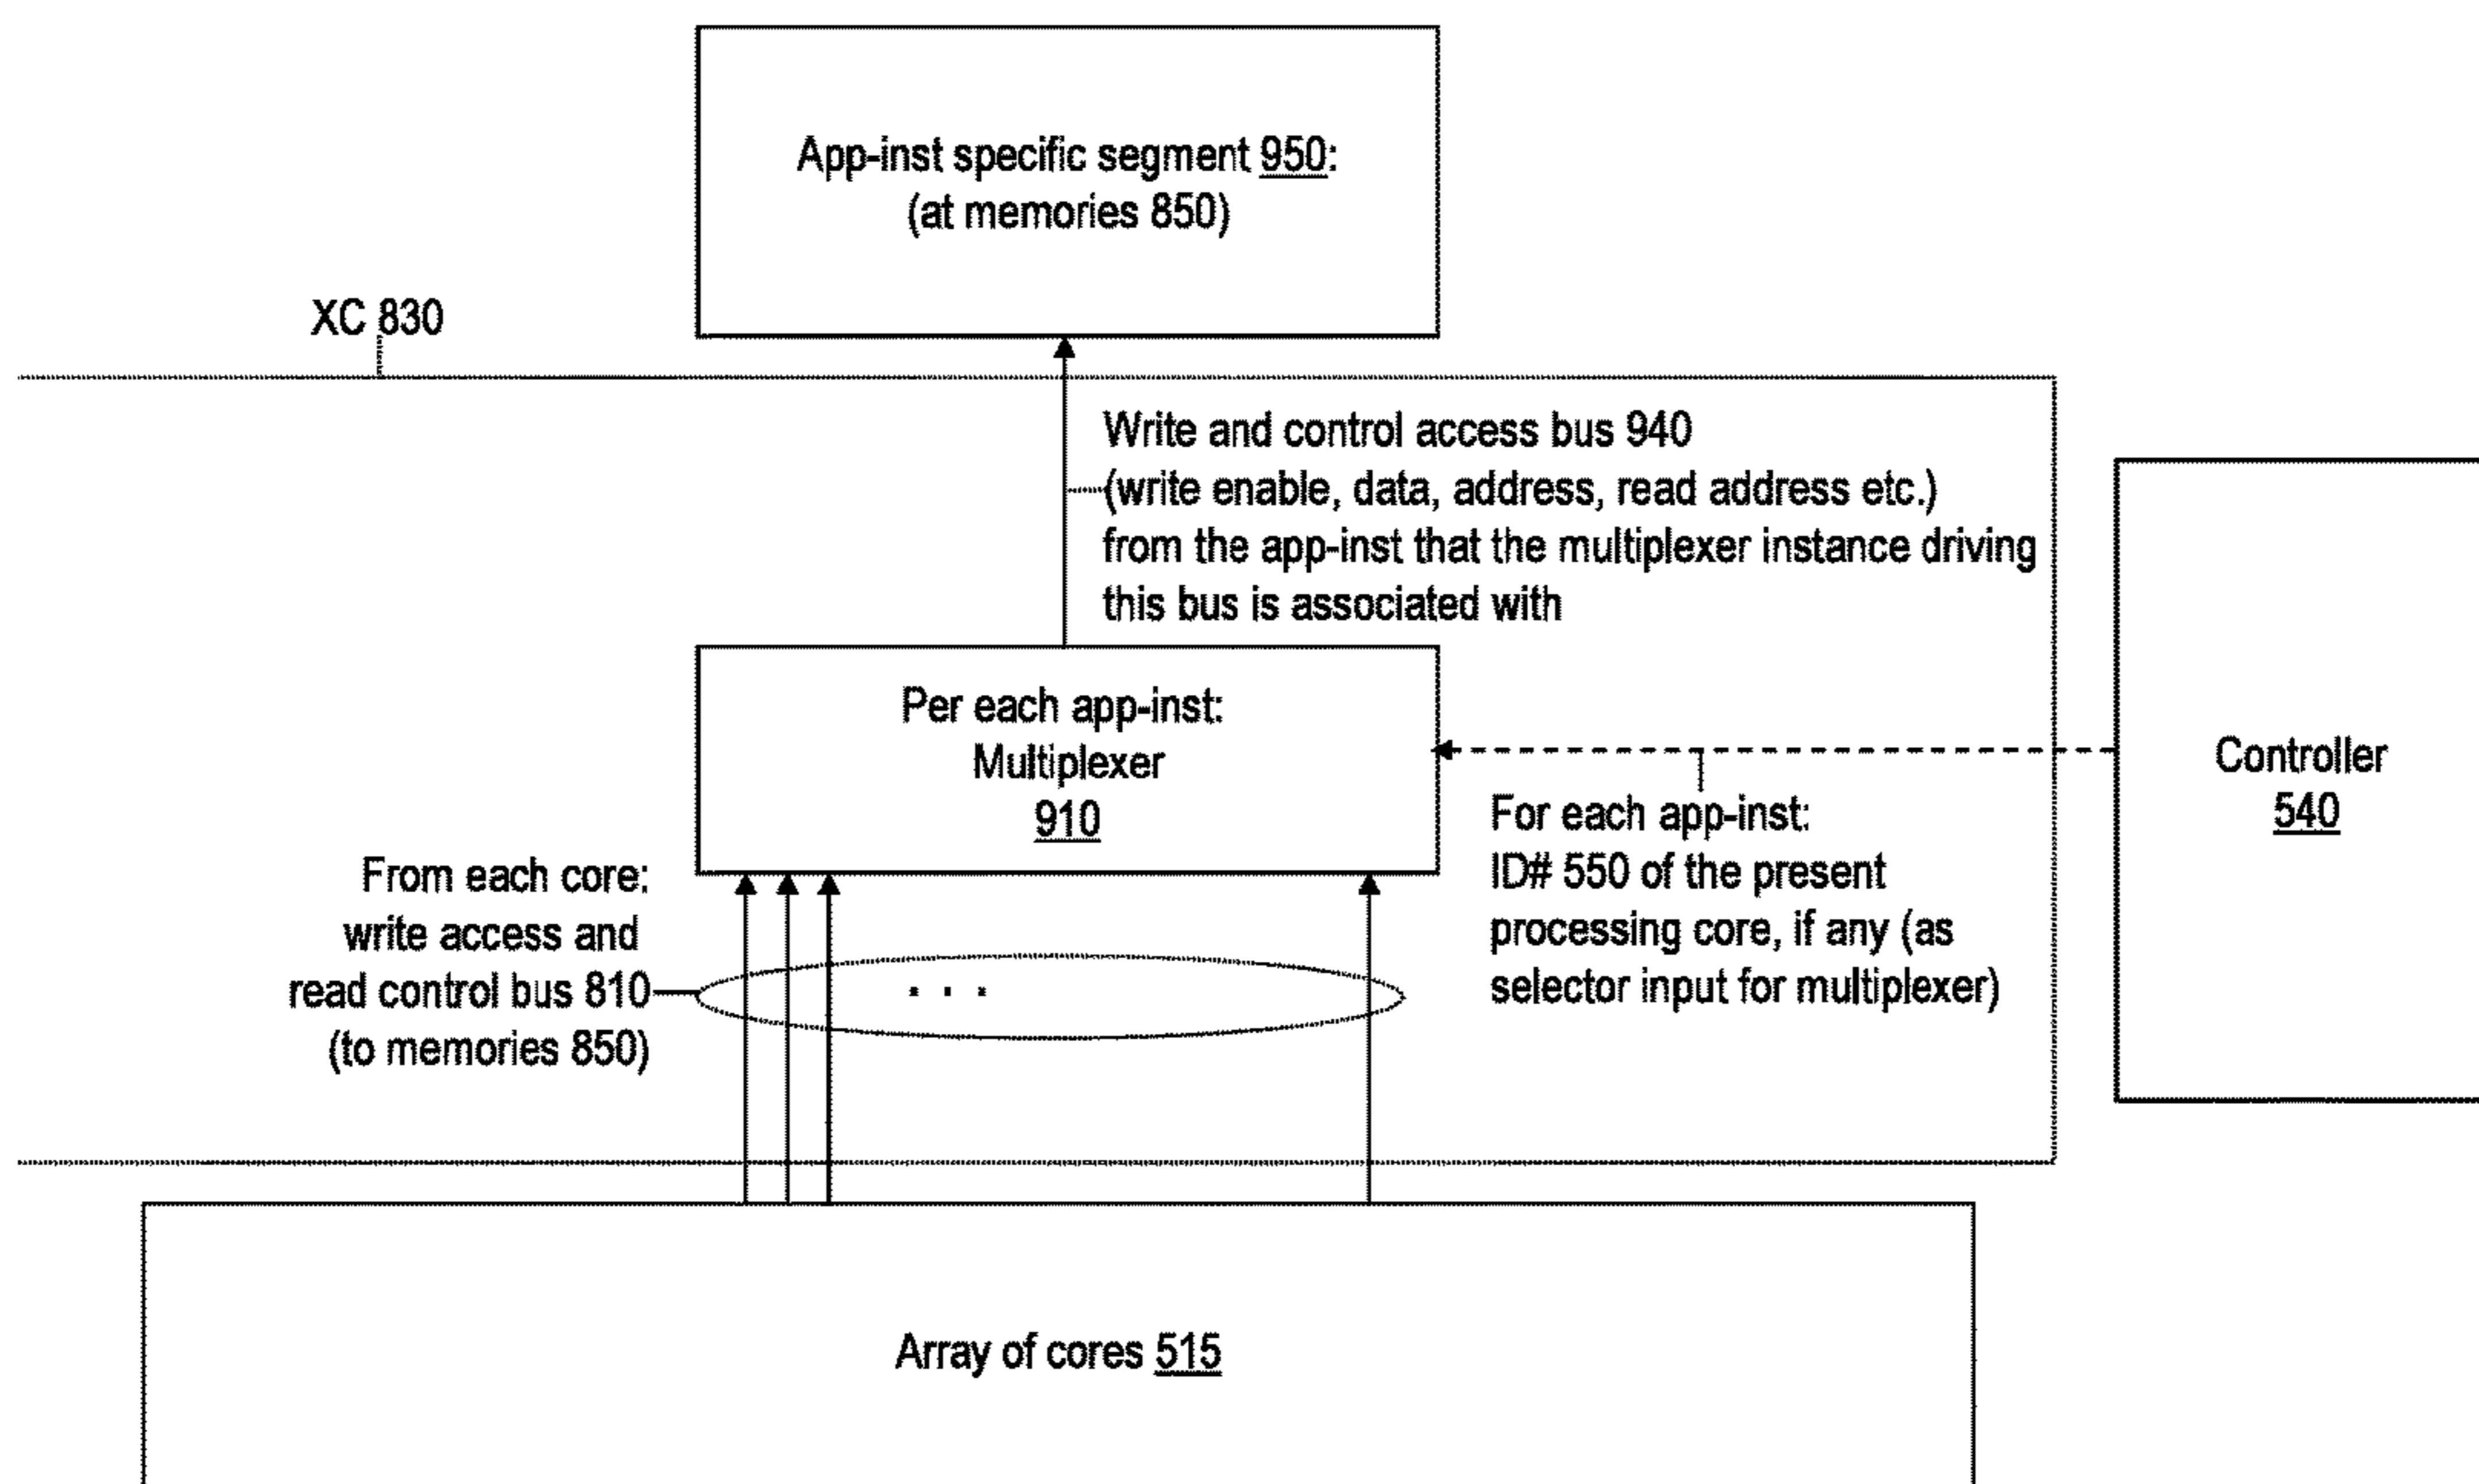 App-inst specific segment 950:
(at memories 850)
XC 830
Write and control access bus 940
(write enable, data, address, read address etc.)
from the app-inst that the multiplexer instance driving
this bus is associated with
Per each app-inst:
Multiplexer
910
Controller
540
For each app-inst:
ID# 550 of the present
processing core, if any (as
selector input for multiplexer)
From each core:
write access and
read control bus 810
(to memories 850)
. . .
Array of cores 515